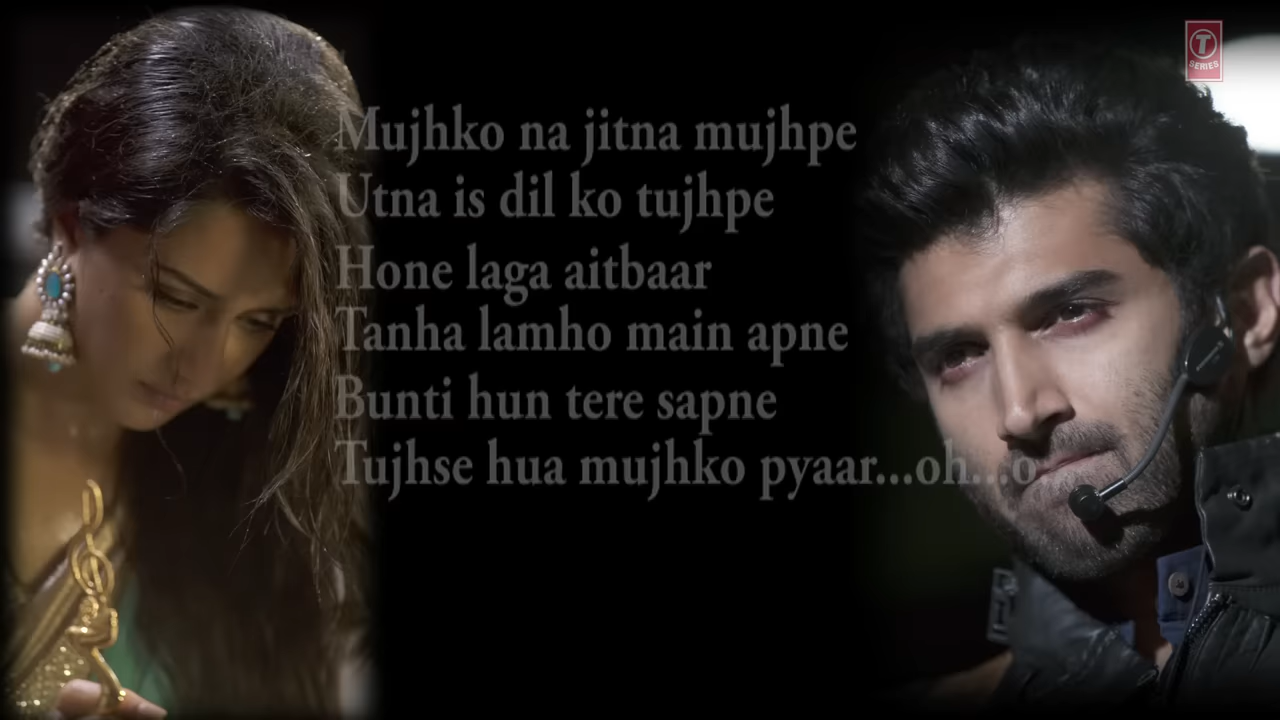 T
SERIES
Mujhko na jitna mujhpe
Utna is dil ko tujhpe
Hone laga aitbaar
Tanha lamho main apne
Bunti hun tere sapne
Tujhse hua mujhko pyaar...oh...o